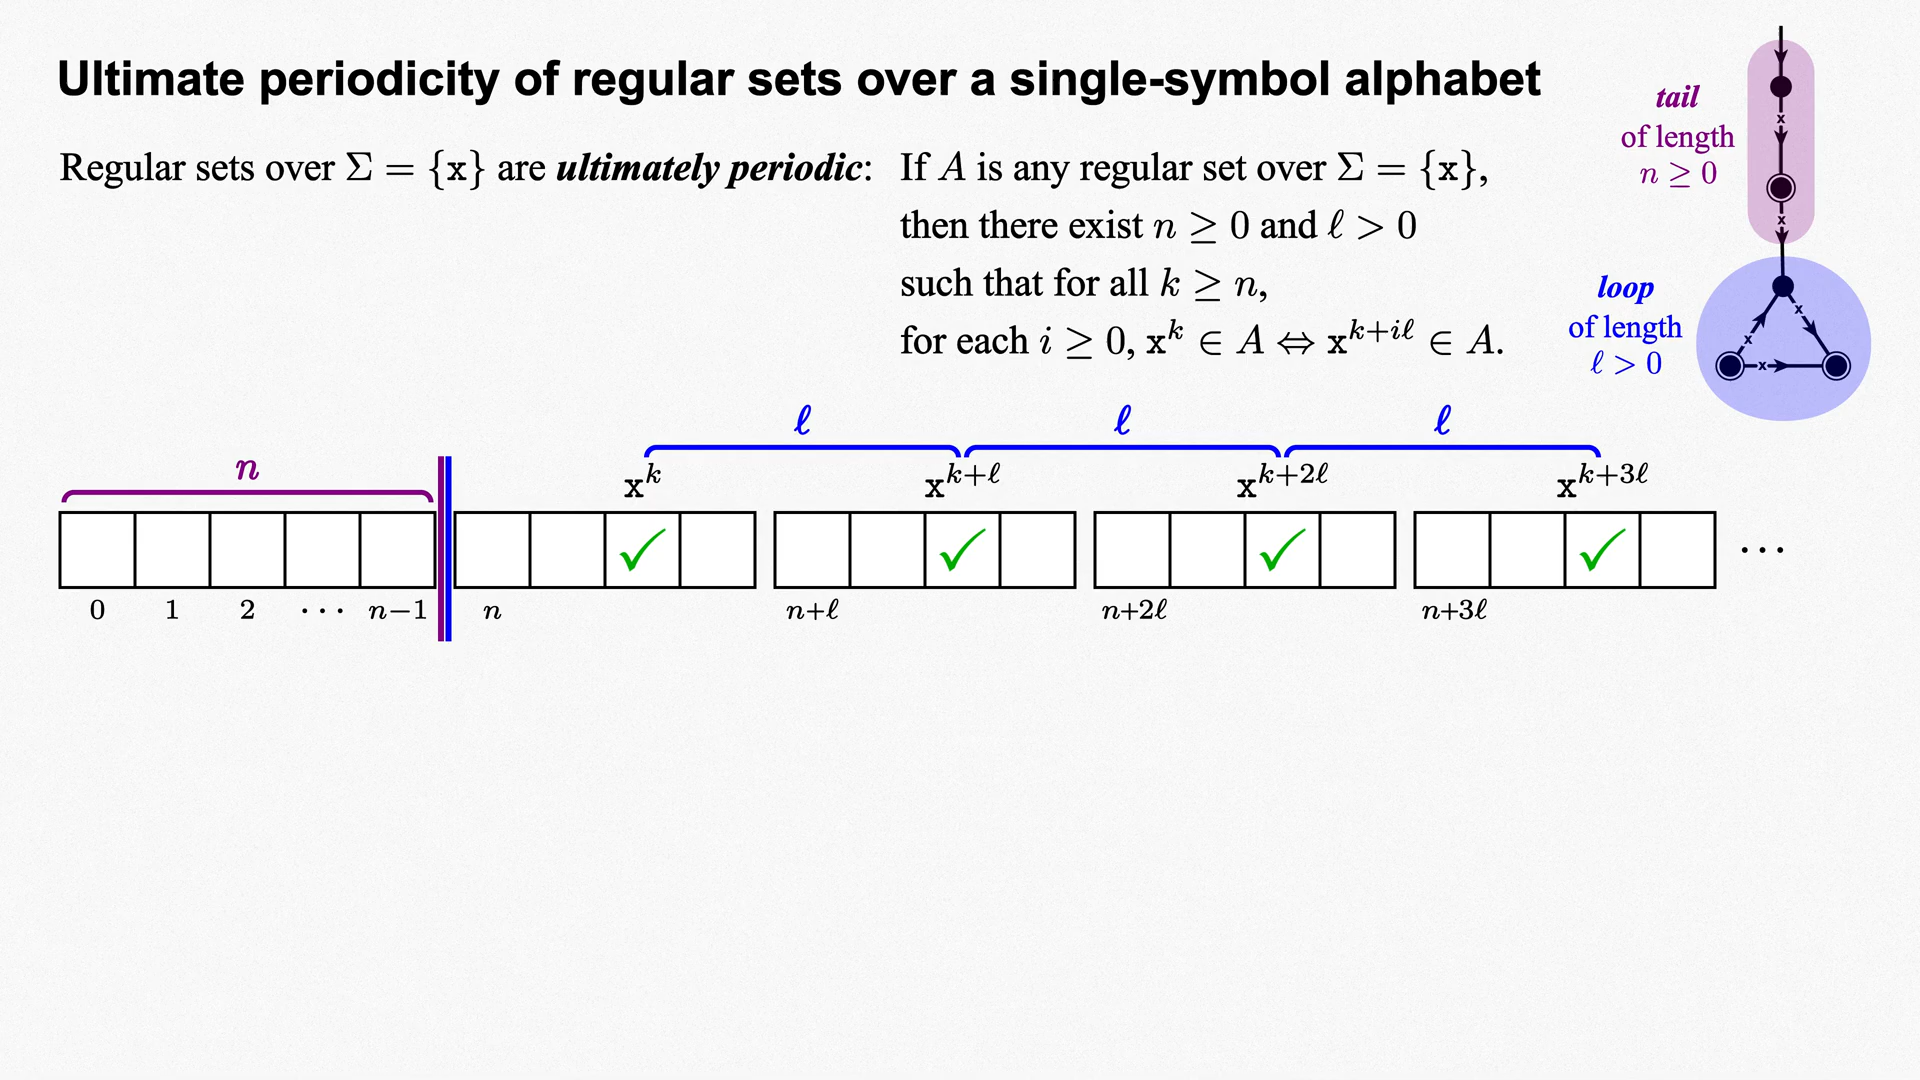 Ultimate periodicity of regular sets over a single-symbol alphabet
Regular sets over Σ = {x} are ultimately periodic:
If A is any regular set over Σ = {x},
then there exist n ≥ 0 and ℓ > 0
such that for all k ≥ n,
for each i ≥ 0, xᵏ ∈ A ⇔ xᵏ⁺ⁱˡ ∈ A.
tail
of length
n ≥ 0
x
x
loop
of length
ℓ > 0
x
x
x
ℓ ℓ ℓ
n
x^k x^{k+ℓ} x^{k+2ℓ} x^{k+3ℓ}
✓ ✓ ✓ ✓ ⋯
0 1 2 ⋯ n−1 n n+ℓ n+2ℓ n+3ℓ